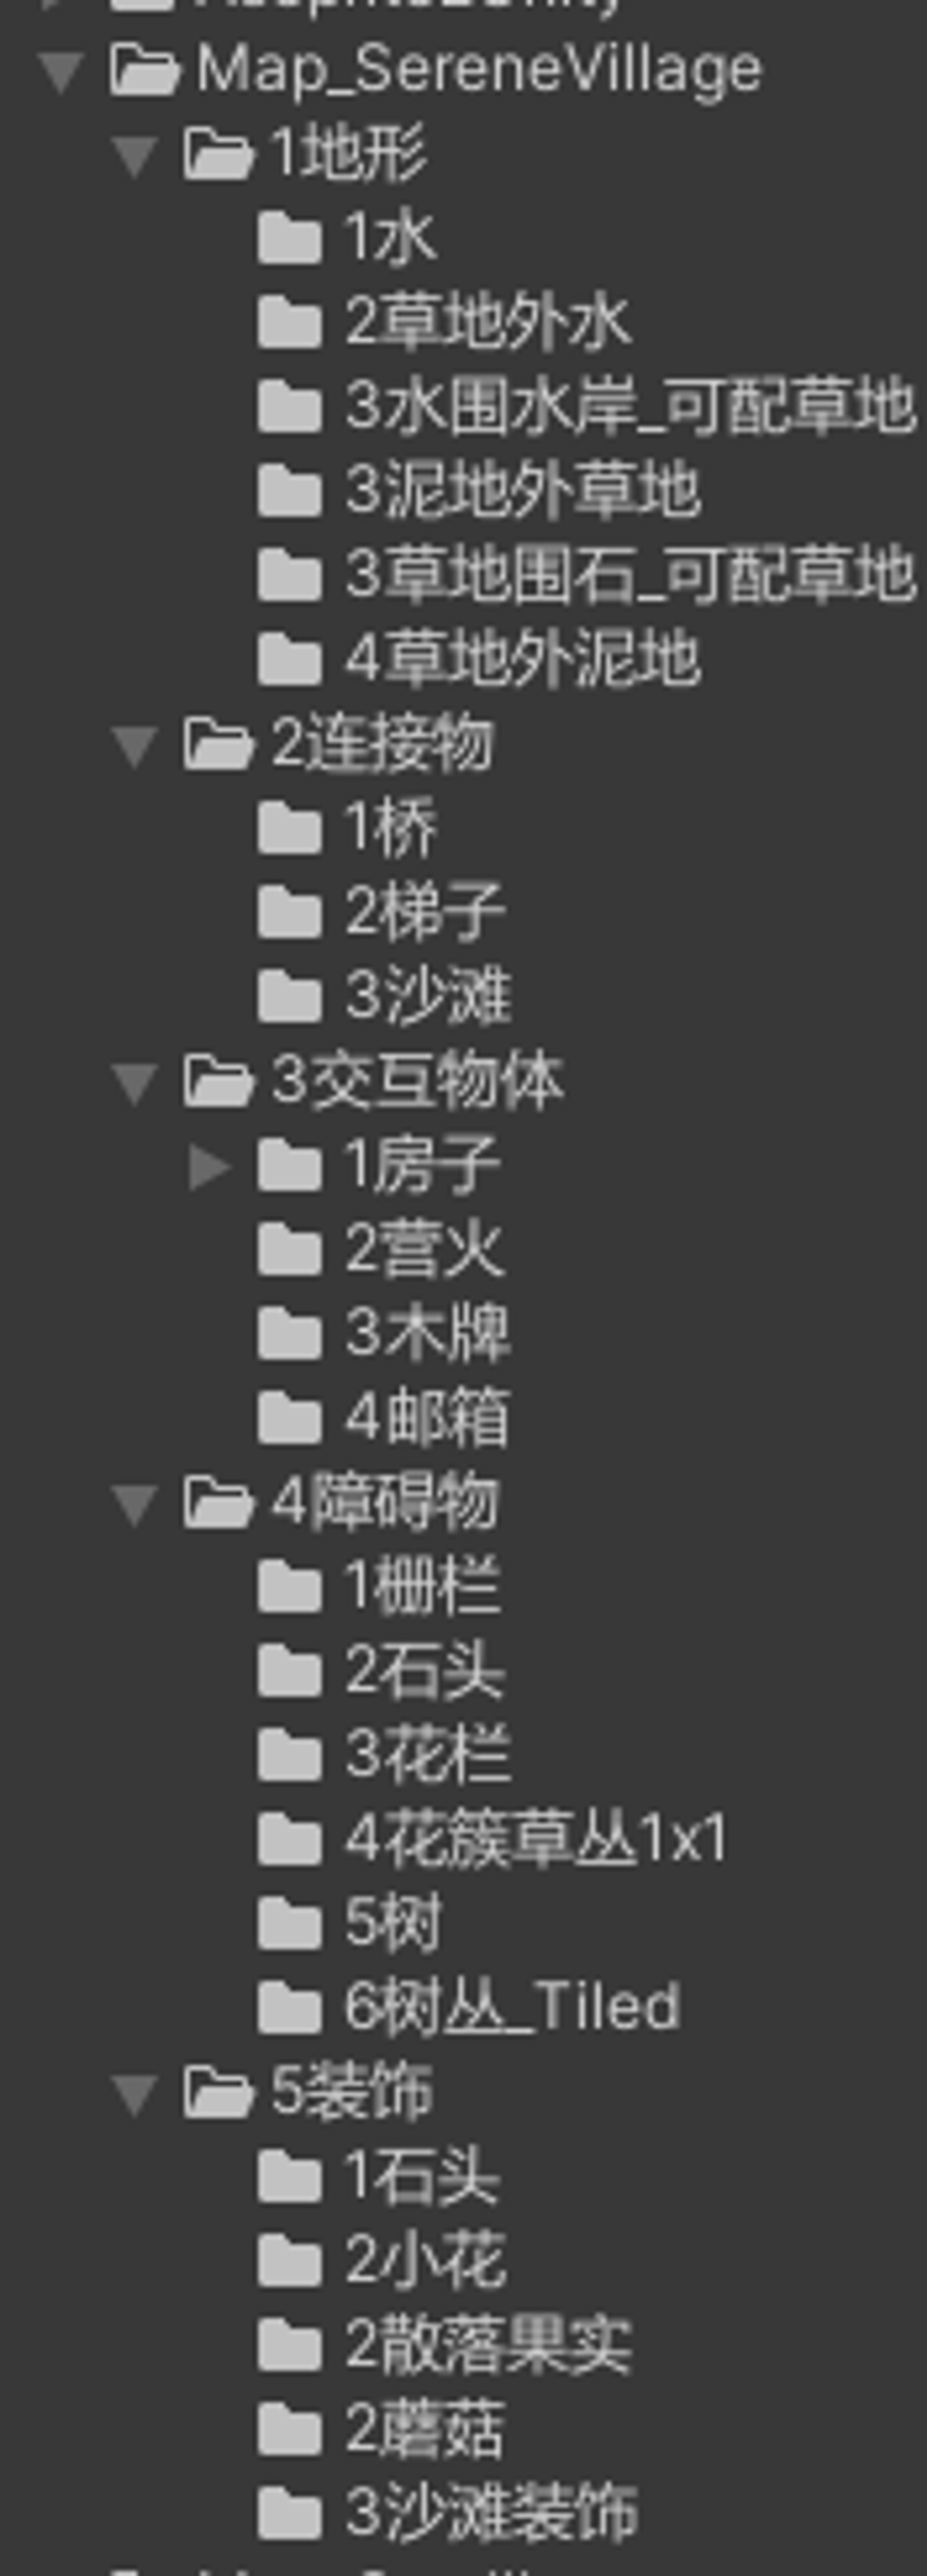 Map_SereneVillage
1地形
1水
2草地外水
3水围水岸_可配草地
3泥地外草地
3草地围石_可配草地
4草地外泥地
2连接物
1桥
2梯子
3沙滩
3交互物体
1房子
2营火
3木牌
4邮箱
4障碍物
1栅栏
2石头
3花栏
4花簇草丛1x1
5树
6树丛_Tiled
5装饰
1石头
2小花
2散落果实
2蘑菇
3沙滩装饰